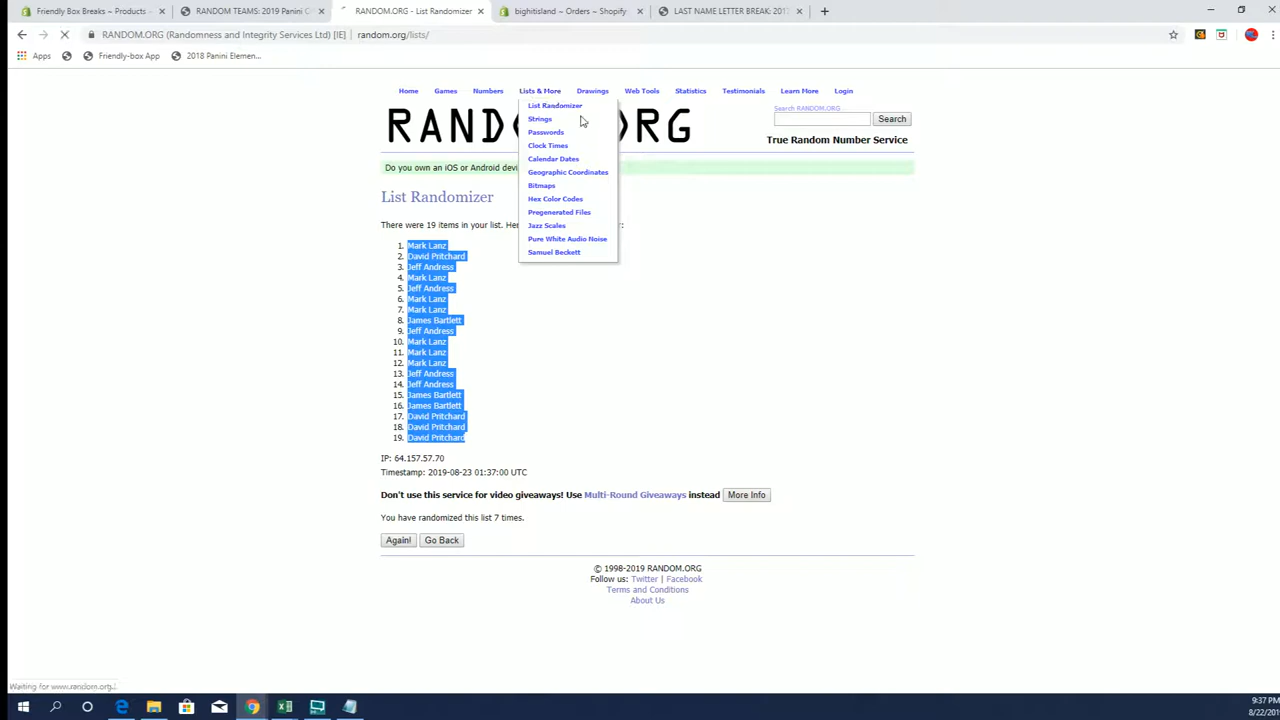 Friendly Box Breaks ~ Products ~
RANDOM TEAMS: 2019 Panini C
RANDOM.ORG - List Randomizer
bighitisland ~ Orders ~ Shopify
LAST NAME LETTER BREAK: 201
RANDOM.ORG (Randomness and Integrity Services Ltd) [IE] | random.org/lists/
Apps
Friendly-box App
2018 Panini Elemen...
Home Games Numbers Lists & More Drawings Web Tools Statistics Testimonials Learn More Login
List Randomizer
Strings
Passwords
Clock Times
Calendar Dates
Geographic Coordinates
Bitmaps
Hex Color Codes
Pregenerated Files
Jazz Scales
Pure White Audio Noise
Samuel Beckett
RAND RG
Search RANDOM.ORG
Search
True Random Number Service
Do you own an iOS or Android devi
List Randomizer
There were 19 items in your list. Her
r:
1. Mark Lanz
2. David Pritchard
3. Jeff Andress
4. Mark Lanz
5. Jeff Andress
6. Mark Lanz
7. Mark Lanz
8. James Bartlett
9. Jeff Andress
10. Mark Lanz
11. Mark Lanz
12. Mark Lanz
13. Jeff Andress
14. Jeff Andress
15. James Bartlett
16. James Bartlett
17. David Pritchard
18. David Pritchard
19. David Pritchard
IP: 64.157.57.70
Timestamp: 2019-08-23 01:37:00 UTC
Don't use this service for video giveaways! Use Multi-Round Giveaways instead More Info
You have randomized this list 7 times.
Again! Go Back
© 1998-2019 RANDOM.ORG
Follow us: Twitter | Facebook
Terms and Conditions
About Us
Waiting for www.random.org...
9:37 PM
8/22/201